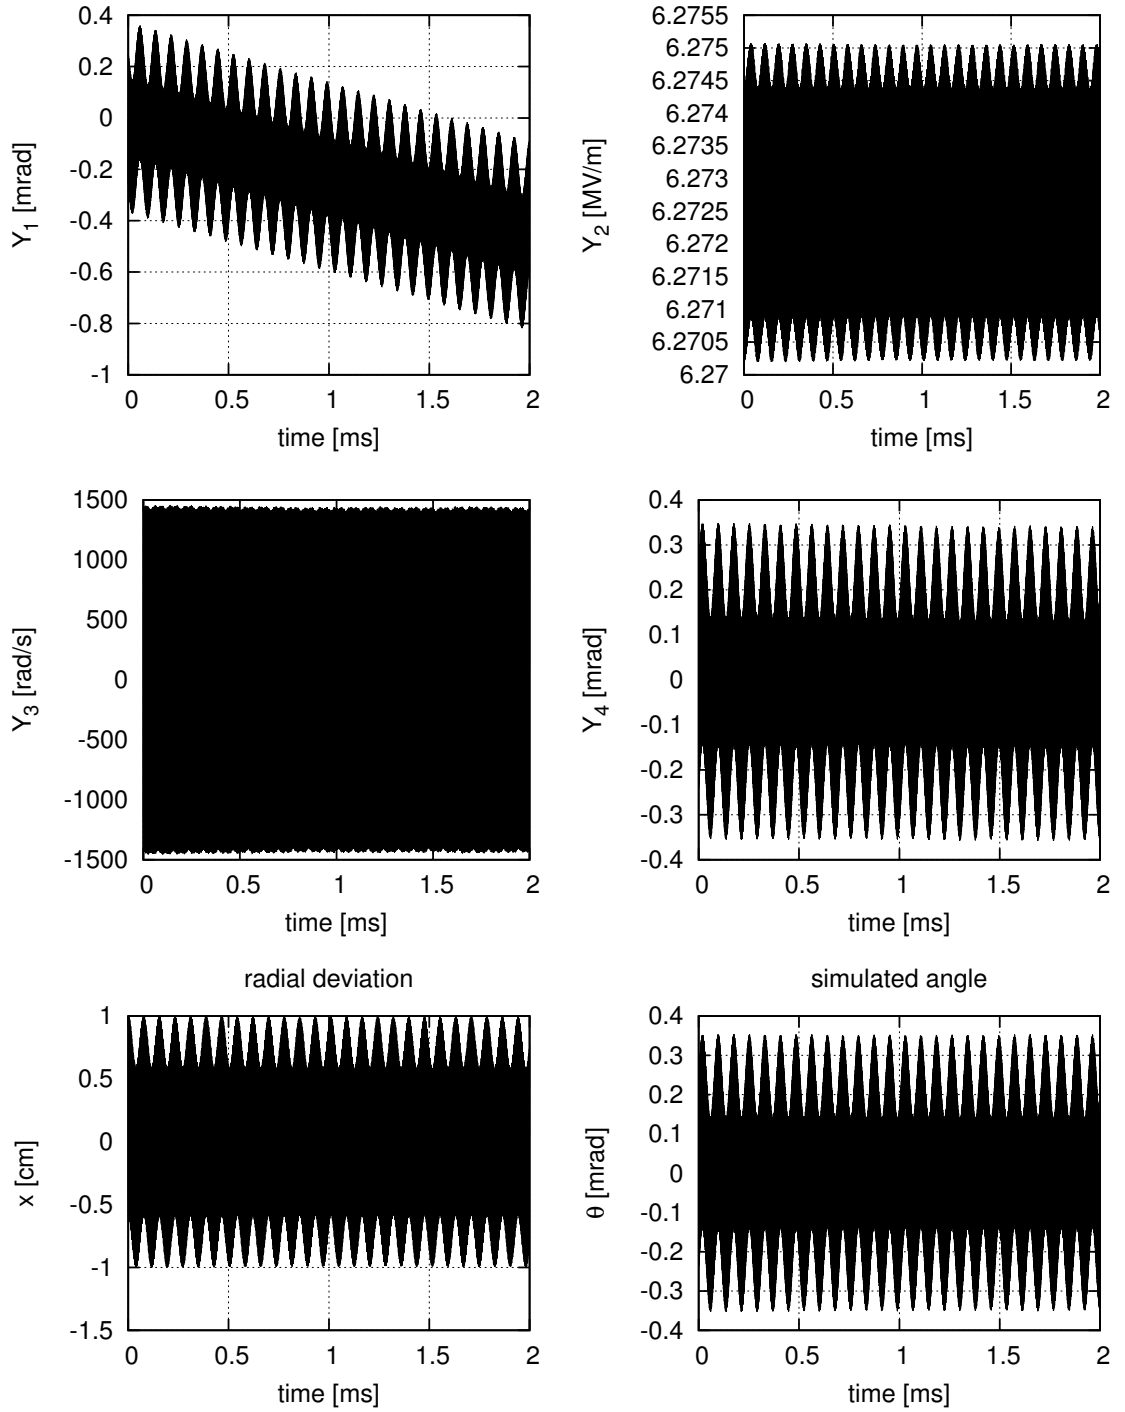 0.4
0.2
0
-0.2
-0.4
-0.6
-0.8
-1
Y1 [mrad]
0 0.5 1 1.5 2
time [ms]
6.2755
6.275
6.2745
6.274
6.2735
6.273
6.2725
6.272
6.2715
6.271
6.2705
6.27
Y2 [MV/m]
0 0.5 1 1.5 2
time [ms]
1500
1000
500
0
-500
-1000
-1500
Y3 [rad/s]
0 0.5 1 1.5 2
time [ms]
0.4
0.3
0.2
0.1
0
-0.1
-0.2
-0.3
-0.4
Y4 [mrad]
0 0.5 1 1.5 2
time [ms]
radial deviation
1
0.5
0
-0.5
-1
-1.5
x [cm]
0 0.5 1 1.5 2
time [ms]
simulated angle
0.4
0.3
0.2
0.1
0
-0.1
-0.2
-0.3
-0.4
θ [mrad]
0 0.5 1 1.5 2
time [ms]